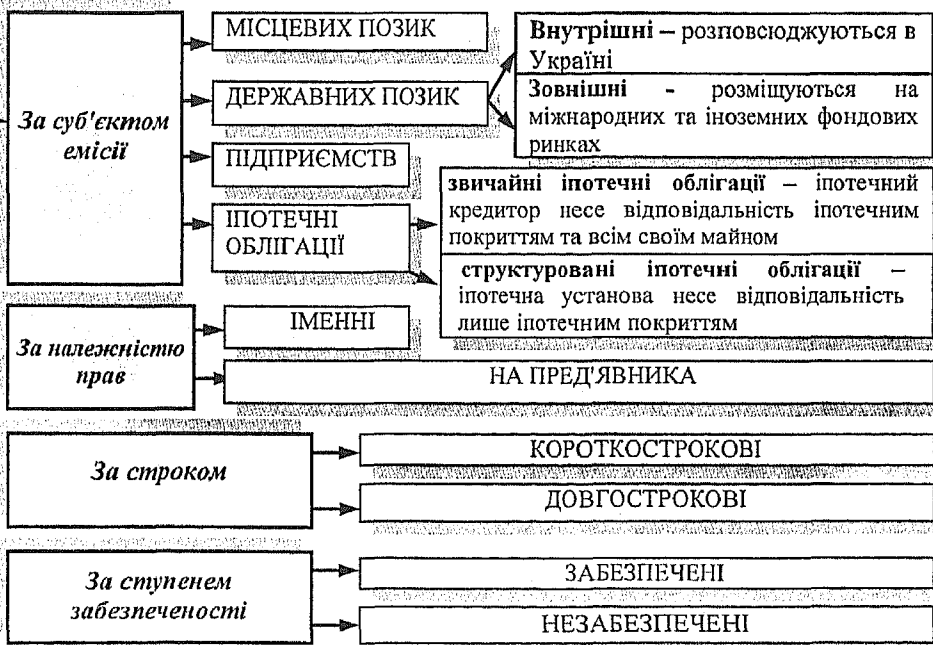 За суб'єктом
емісії
МІСЦЕВИХ ПОЗИК
ДЕРЖАВНИХ ПОЗИК
Внутрішні – розповсюджуються в
Україні
Зовнішні - розміщуються на
міжнародних та іноземних фондових
ринках
ПІДПРИЄМСТВ
ІПОТЕЧНІ
ОБЛІГАЦІЇ
звичайні іпотечні облігації – іпотечний
кредитор несе відповідальність іпотечним
покриттям та всім своїм майном
структуровані іпотечні облігації –
іпотечна установа несе відповідальність
лише іпотечним покриттям
За належністю
прав
ІМЕННІ
НА ПРЕД'ЯВНИКА
За строком
КОРОТКОСТРОКОВІ
ДОВГОСТРОКОВІ
За ступенем
забезпеченості
ЗАБЕЗПЕЧЕНІ
НЕЗАБЕЗПЕЧЕНІ